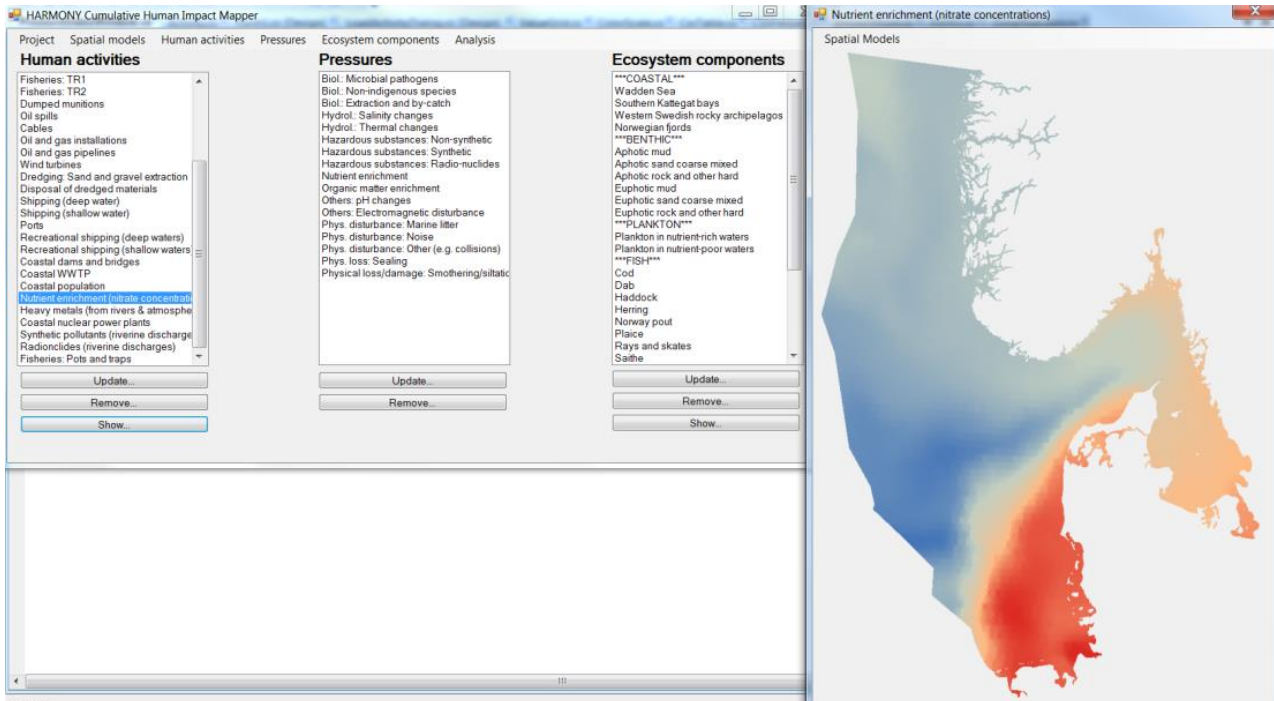 HARMONY Cumulative Human Impact Mapper
Project Spatial models Human activities Pressures Ecosystem components Analysis
Human activities
Fisheries: TR1
Fisheries: TR2
Dumped munitions
Oil spills
Cables
Oil and gas installations
Oil and gas pipelines
Wind turbines
Dredging: Sand and gravel extraction
Disposal of dredged materials
Shipping (deep water)
Shipping (shallow water)
Ports
Recreational shipping (deep waters)
Recreational shipping (shallow waters
Coastal dams and bridges
Coastal WWTP
Coastal population
Nutrient enrichment (nitrate concentrati
Heavy metals (from rivers & atmosphe
Coastal nuclear power plants
Synthetic pollutants (riverine discharge
Radionclides (riverine discharges)
Fisheries: Pots and traps
Update...
Remove...
Show...
Pressures
Biol.: Microbial pathogens
Biol.: Non-indigenous species
Biol.: Extraction and by-catch
Hydrol.: Salinity changes
Hydrol.: Thermal changes
Hazardous substances: Non-synthetic
Hazardous substances: Synthetic
Hazardous substances: Radio-nuclides
Nutrient enrichment
Organic matter enrichment
Others: pH changes
Others: Electromagnetic disturbance
Phys. disturbance: Marine litter
Phys. disturbance: Noise
Phys. disturbance: Other (e.g. collisions)
Phys. loss: Sealing
Physical loss/damage: Smothering/siltatic
Update...
Remove...
Ecosystem components
***COASTAL***
Wadden Sea
Southern Kattegat bays
Western Swedish rocky archipelagos
Norwegian fjords
***BENTHIC***
Aphotic mud
Aphotic sand coarse mixed
Aphotic rock and other hard
Euphotic mud
Euphotic sand coarse mixed
Euphotic rock and other hard
***PLANKTON***
Plankton in nutrient-rich waters
Plankton in nutrient-poor waters
***FISH***
Cod
Dab
Haddock
Herring
Norway pout
Plaice
Rays and skates
Saithe
Update...
Remove...
Show...
Nutrient enrichment (nitrate concentrations)
Spatial Models